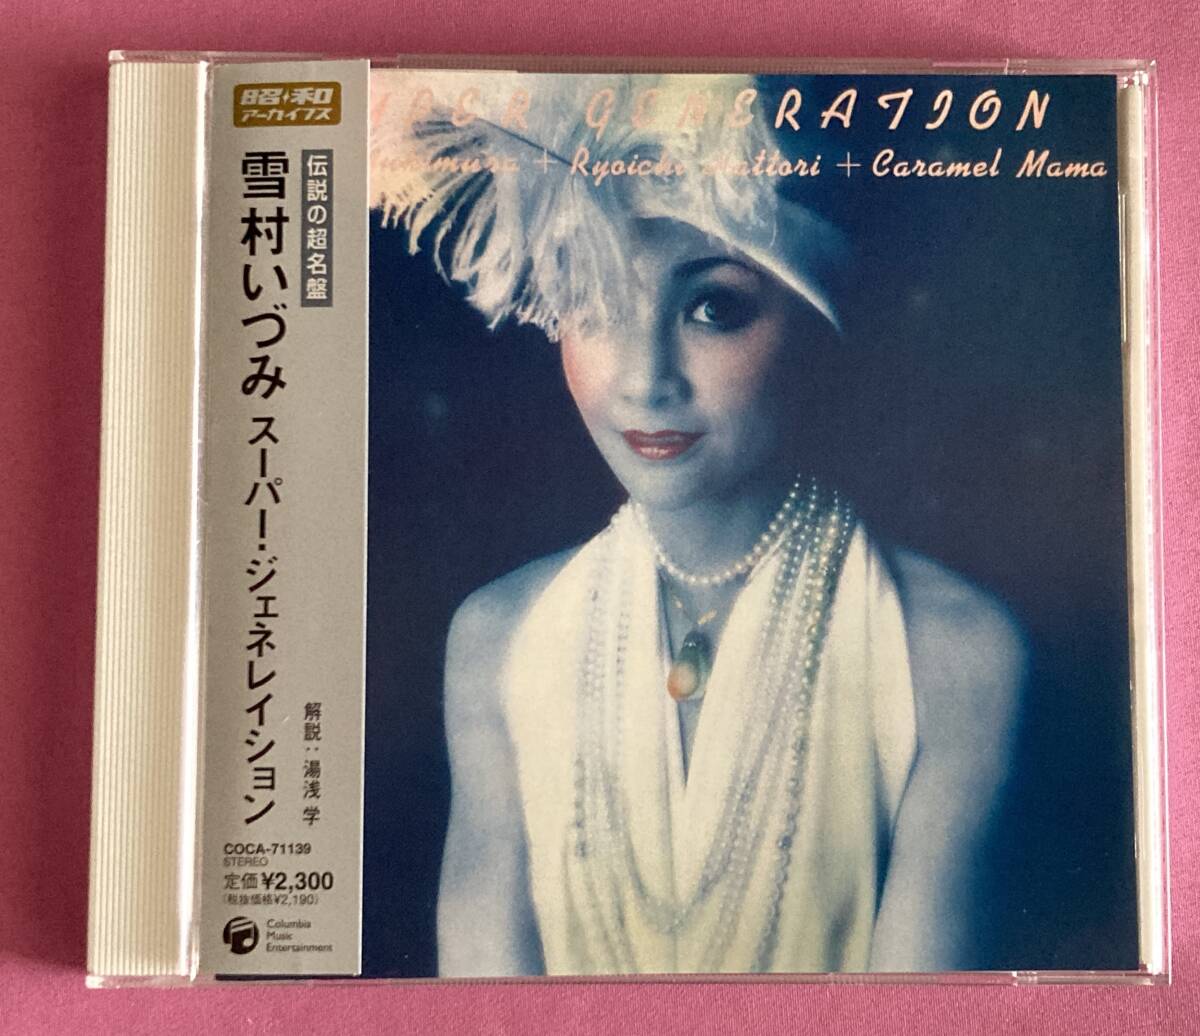 昭和
アーカイブス
伝説の超名盤
雪村いづみ スーパー・ジェネレイション
解説：湯浅 学
COCA-71139
STEREO
定価¥2,300
(税抜価格¥2,190)
Columbia
Music
Entertainment
GENERATION
+ Ryoichi Hattori + Caramel Mama